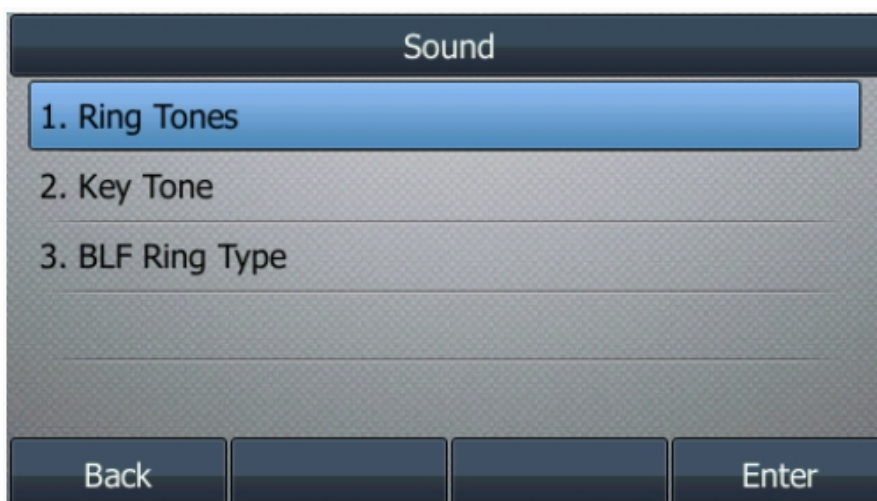 Sound
1. Ring Tones
2. Key Tone
3. BLF Ring Type
Back Enter